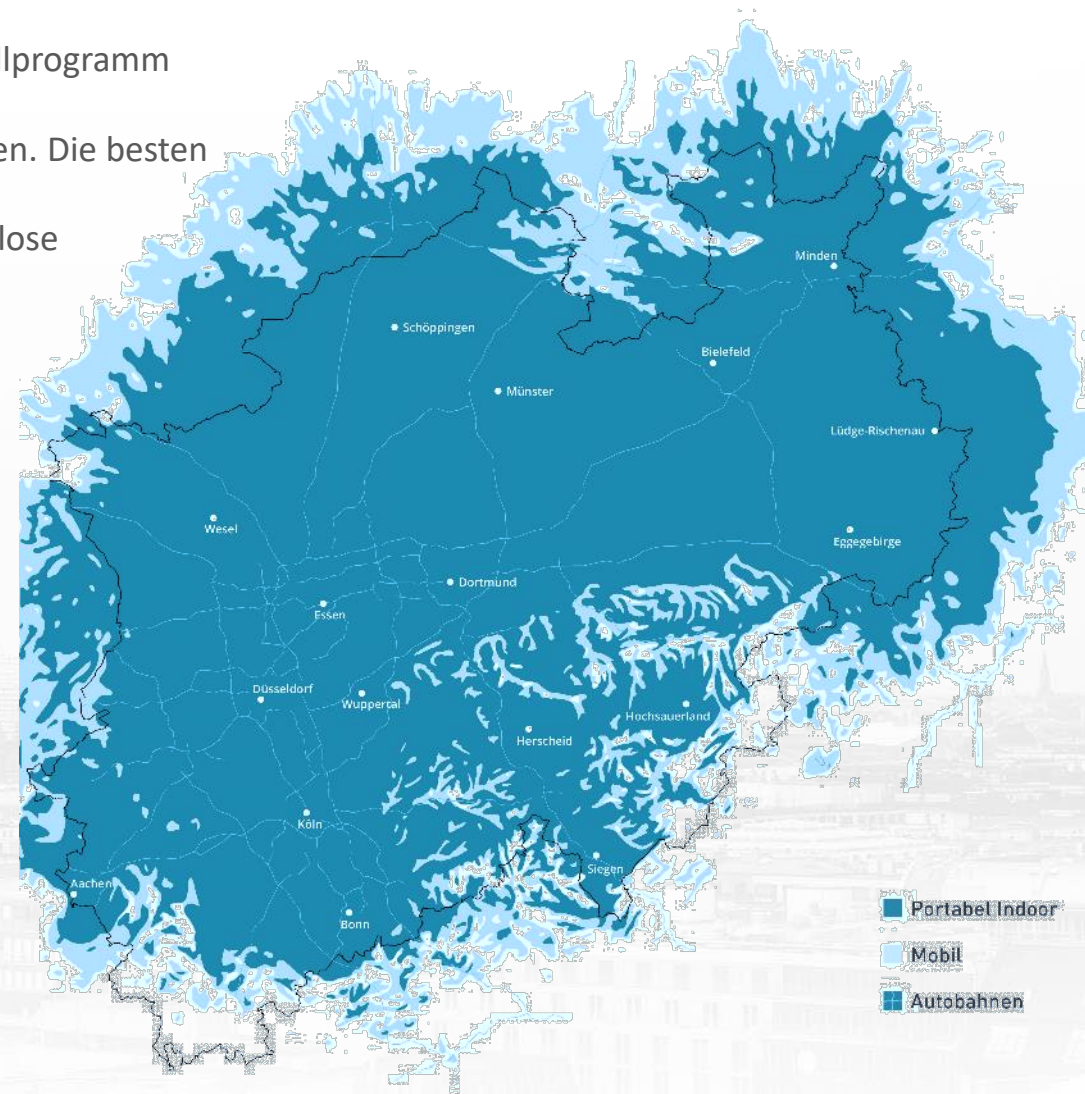 llprogramm
en. Die besten
lose
Minden
Schöppingen
Bielefeld
Münster
Lüdge-Rischenau
Wesel
Eggegebirge
Dortmund
Essen
Düsseldorf
Wuppertal
Hochsauerland
Herscheid
Köln
Siegen
Aachen
Bonn
Portabel Indoor
Mobil
Autobahnen